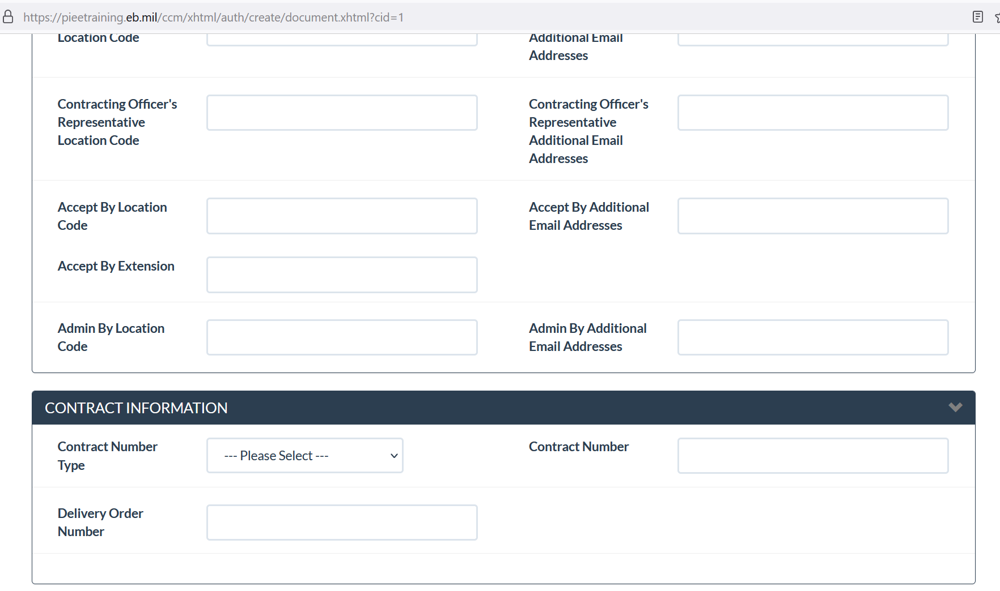 https://pieetraining.eb.mil/ccm/xhtml/auth/create/document.xhtml?cid=1
Location Code
Additional Email
Addresses
Contracting Officer's
Representative
Location Code
Contracting Officer's
Representative
Additional Email
Addresses
Accept By Location
Code
Accept By Additional
Email Addresses
Accept By Extension
Admin By Location
Code
Admin By Additional
Email Addresses
CONTRACT INFORMATION
Contract Number
Type
--- Please Select ---
Contract Number
Delivery Order
Number